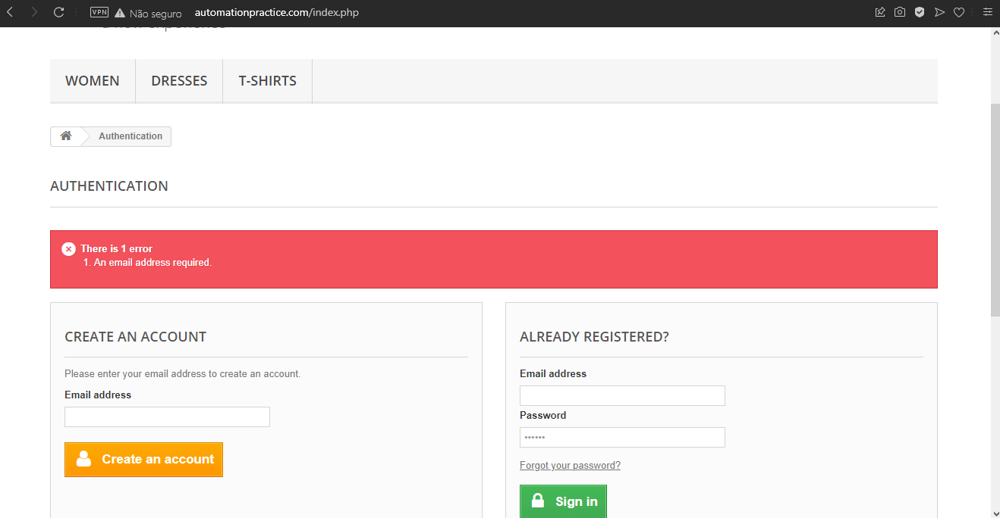 VPN Não seguro automationpractice.com/index.php
a new experience
WOMEN DRESSES T-SHIRTS
Authentication
AUTHENTICATION
There is 1 error
1. An email address required.
CREATE AN ACCOUNT
Please enter your email address to create an account.
Email address
Create an account
ALREADY REGISTERED?
Email address
Password
••••••
Forgot your password?
Sign in